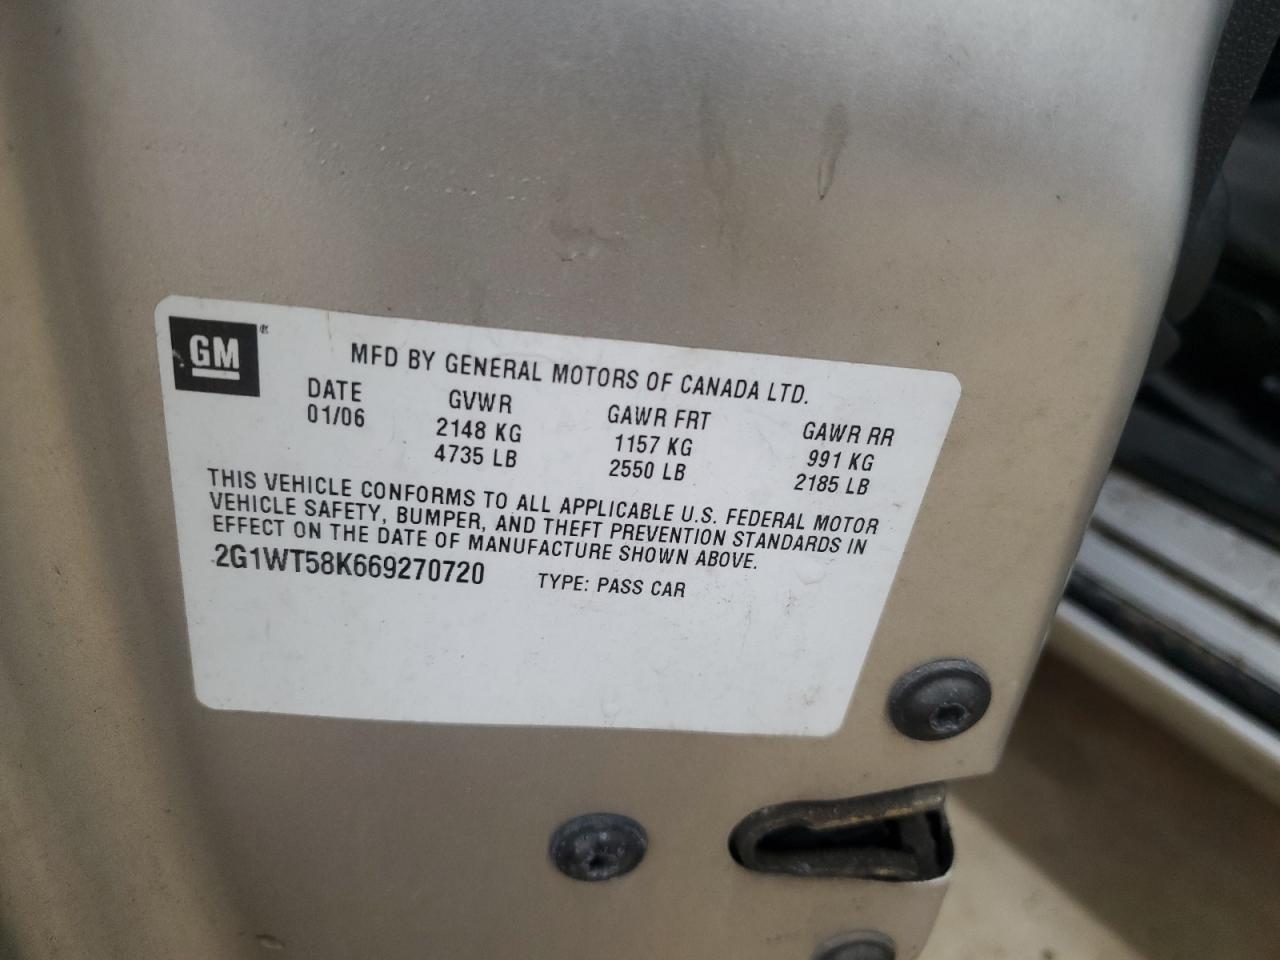 GM®
MFD BY GENERAL MOTORS OF CANADA LTD.
DATE GVWR GAWR FRT GAWR RR
01/06 2148 KG 1157 KG 991 KG
4735 LB 2550 LB 2185 LB
THIS VEHICLE CONFORMS TO ALL APPLICABLE U.S. FEDERAL MOTOR
VEHICLE SAFETY, BUMPER, AND THEFT PREVENTION STANDARDS IN
EFFECT ON THE DATE OF MANUFACTURE SHOWN ABOVE.
2G1WT58K669270720 TYPE: PASS CAR